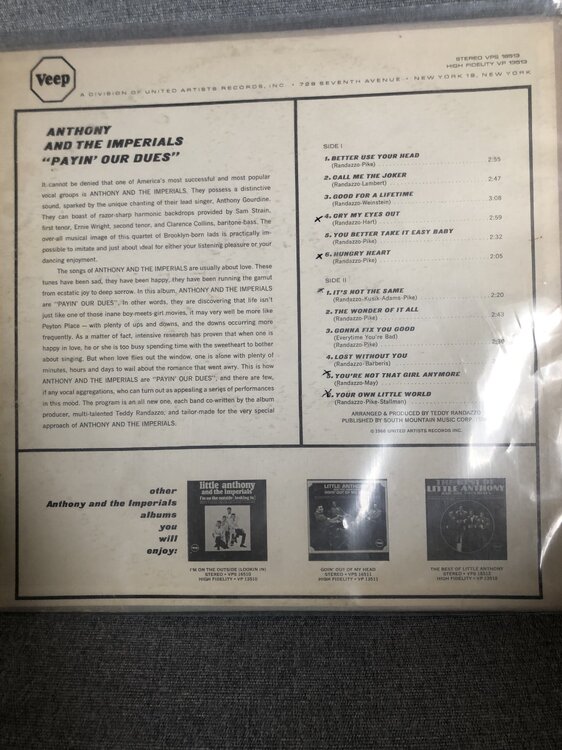 Veep
A DIVISION OF UNITED ARTISTS RECORDS, INC • 729 SEVENTH AVENUE • NEW YORK 19, NEW YORK
STEREO VPS 16513
HIGH FIDELITY VP 13513
ANTHONY
AND THE IMPERIALS
"PAYIN' OUR DUES"
It cannot be denied that one of America's most successful and most popular
vocal groups is ANTHONY AND THE IMPERIALS. They possess a distinctive
sound, sparked by the unique chanting of their lead singer, Anthony Gourdine.
They can boast of razor-sharp harmonic backdrops provided by Sam Strain,
first tenor, Ernie Wright, second tenor, and Clarence Collins, baritone-bass. The
over-all musical image of this quartet of Brooklyn-born lads is practically im-
possible to imitate and just about ideal for either your listening pleasure or your
dancing enjoyment.
The songs of ANTHONY AND THE IMPERIALS are usually about love. These
tunes have been sad, they have been happy, they have been running the gamut
from ecstatic joy to deep sorrow. In this album, ANTHONY AND THE IMPERIALS
are "PAYIN' OUR DUES". In other words, they are discovering that life isn't
just like one of those inane boy-meets-girl movies, it may very well be more like
Peyton Place — with plenty of ups and downs, and the downs occurring more
frequently. As a matter of fact, intensive research has proven that when one is
happy in love, he or she is too busy spending time with the sweetheart to bother
about singing. But when love flies out the window, one is alone with plenty of
minutes, hours and days to wail about the romance that went awry. This is how
ANTHONY AND THE IMPERIALS are "PAYIN' OUR DUES", and there are few,
if any vocal aggregations, who can turn out as appealing a series of performances
in this mood. The program is an all new one, each band co-written by the album
producer, multi-talented Teddy Randazzo, and tailor-made for the very special
approach of ANTHONY AND THE IMPERIALS.
SIDE I
1. BETTER USE YOUR HEAD
(Randazzo-Pike) 2:55
2. CALL ME THE JOKER
(Randazzo-Lambert) 2:47
3. GOOD FOR A LIFETIME
(Randazzo-Weinstein) 3:08
x 4. CRY MY EYES OUT
(Randazzo-Hart) 2:59
5. YOU BETTER TAKE IT EASY BABY
(Randazzo-Pike) 2:32
x 6. HUNGRY HEART
(Randazzo-Pike) 2:05
SIDE II
1. IT'S NOT THE SAME
(Randazzo-Kusik-Adams-Pike) 2:20
2. THE WONDER OF IT ALL
(Randazzo-Pike) 2:43
3. GONNA FIX YOU GOOD
(Everytime You're Bad)
(Randazzo-Pike)
4. LOST WITHOUT YOU
(Randazzo-Barberis)
x 5. YOU'RE NOT THAT GIRL ANYMORE
(Randazzo-May)
x 6. YOUR OWN LITTLE WORLD
(Randazzo-Pike-Stallman)
ARRANGED & PRODUCED BY TEDDY RANDAZZO
PUBLISHED BY SOUTH MOUNTAIN MUSIC CORP.
© 1966 UNITED ARTISTS RECORDS INC.
other
Anthony and the Imperials
albums
you
will
enjoy:
little anthony
and the imperials
I'm on the outside looking in
I'M ON THE OUTSIDE (LOOKIN IN)
STEREO • VPS 16510
HIGH FIDELITY • VP 13510
LITTLE ANTHONY
GOIN' OUT OF MY HEAD
STEREO • VPS 16511
HIGH FIDELITY • VP 13511
LITTLE ANTHONY
THE BEST OF LITTLE ANTHONY
STEREO • VPS 16512
HIGH FIDELITY • VP 13512